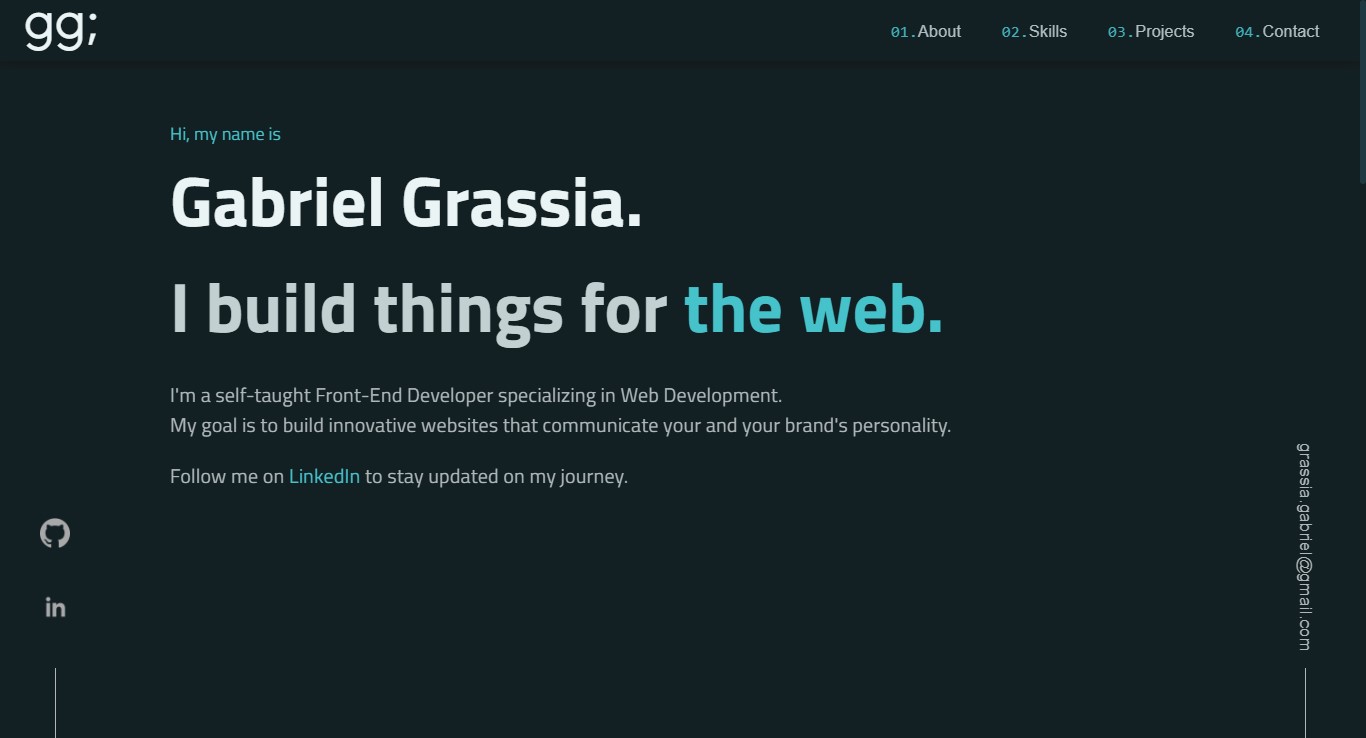 gg;
01.About 02.Skills 03.Projects 04.Contact
Hi, my name is
Gabriel Grassia.
I build things for the web.
I'm a self-taught Front-End Developer specializing in Web Development.
My goal is to build innovative websites that communicate your and your brand's personality.
Follow me on LinkedIn to stay updated on my journey.
in
grassia.gabriel@gmail.com